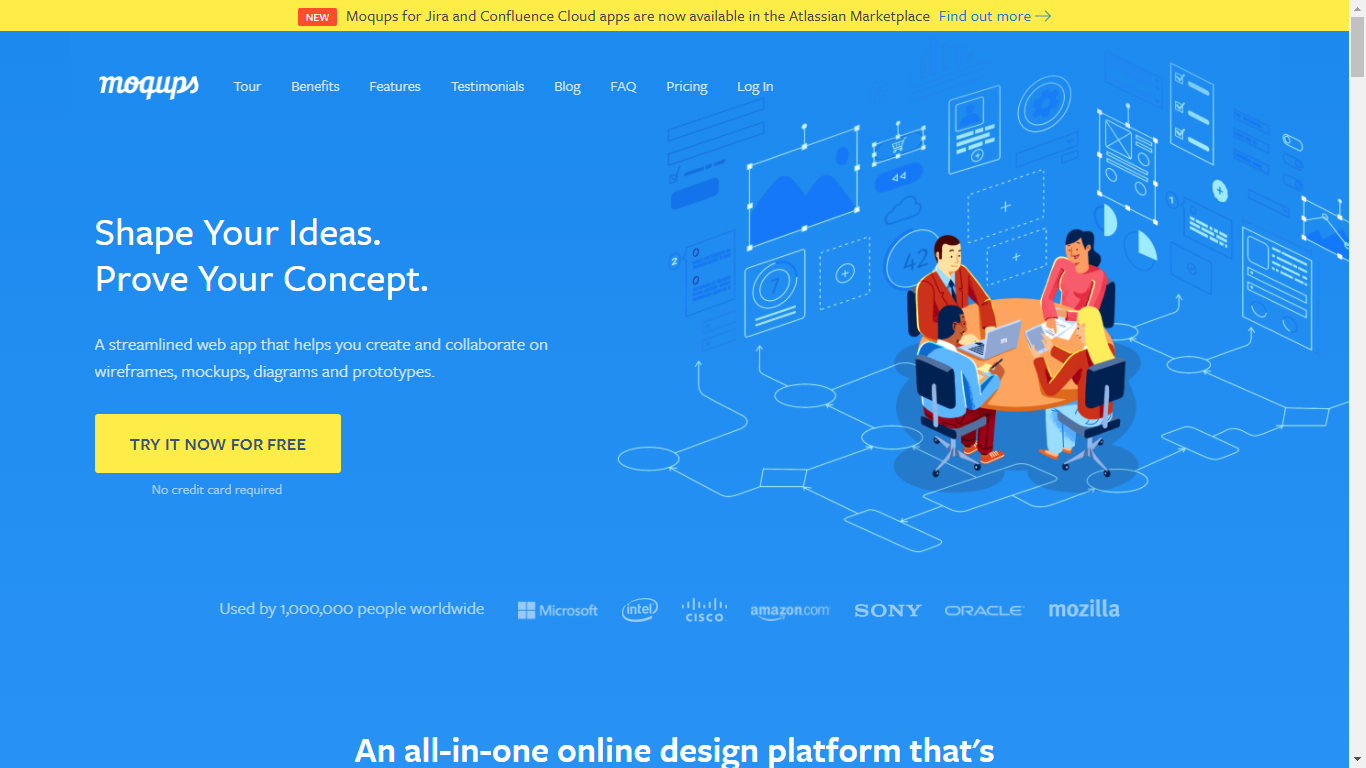 NEW Moqups for Jira and Confluence Cloud apps are now available in the Atlassian Marketplace Find out more
moqups Tour Benefits Features Testimonials Blog FAQ Pricing Log In
Shape Your Ideas.
Prove Your Concept.
A streamlined web app that helps you create and collaborate on
wireframes, mockups, diagrams and prototypes.
TRY IT NOW FOR FREE
No credit card required
1
2
0
0
7
42
Used by 1,000,000 people worldwide Microsoft intel CISCO amazon.com SONY ORACLE mozilla
An all-in-one online design platform that's